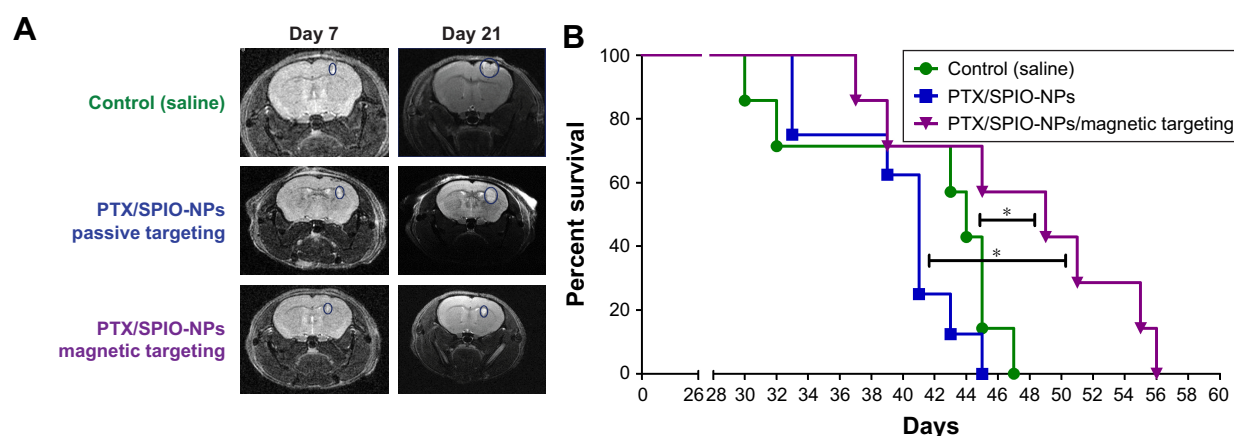 A
Day 7
Day 21
Control (saline)
PTX/SPIO-NPs
passive targeting
PTX/SPIO-NPs
magnetic targeting
B
Percent survival
100
80
60
40
20
0
Control (saline)
PTX/SPIO-NPs
PTX/SPIO-NPs/magnetic targeting
*
*
0 26 28 30 32 34 36 38 40 42 44 46 48 50 52 54 56 58 60
Days